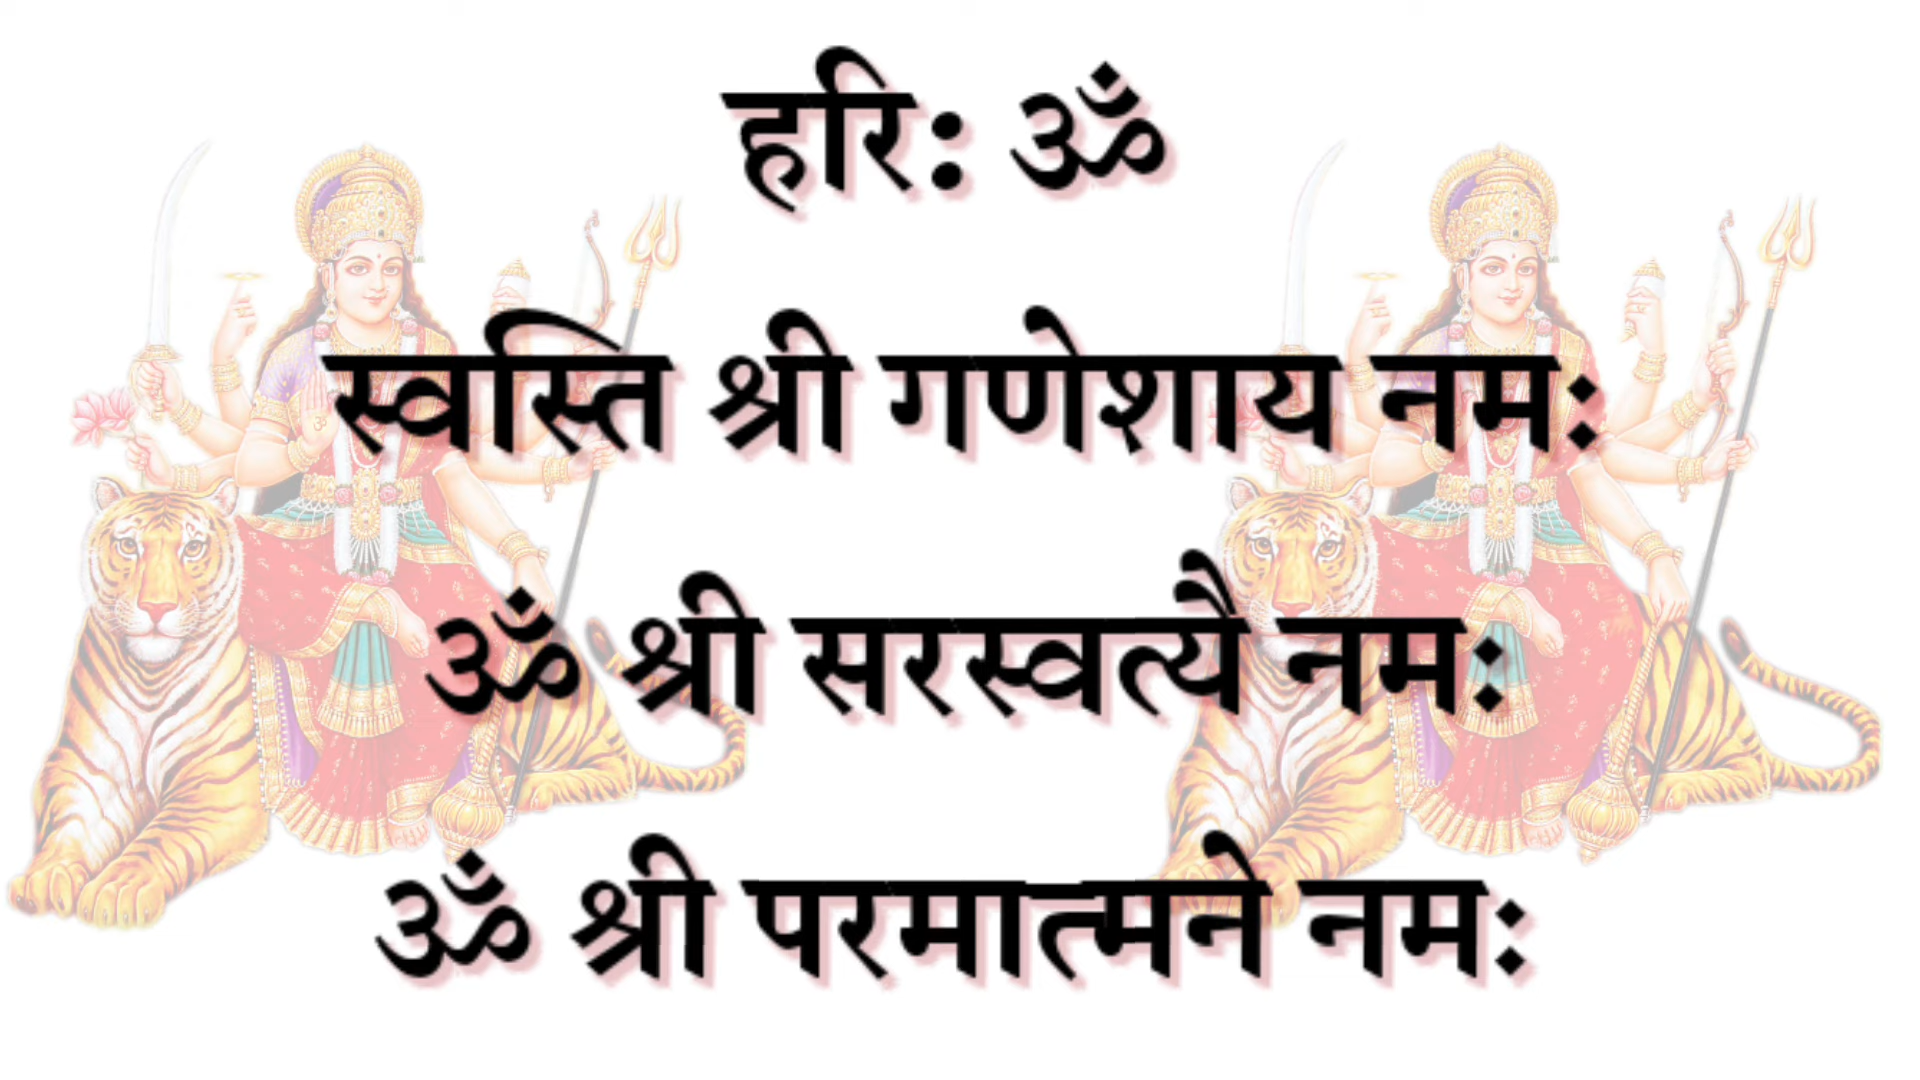 हरि: ॐ
स्वस्ति श्री गणेशाय नमः
ॐ श्री सरस्वत्यै नमः
ॐ श्री परमात्मने नमः